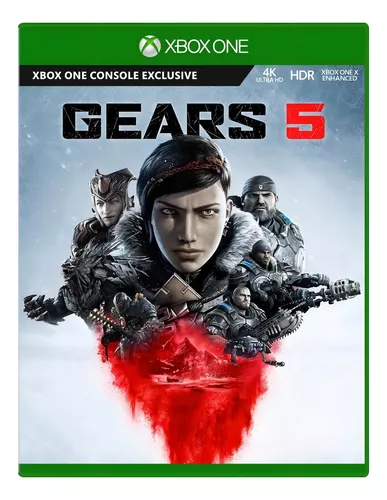 XBOX ONE
XBOX ONE CONSOLE EXCLUSIVE
4K
ULTRA HD
HDR
XBOX ONE X
ENHANCED
GEARS 5